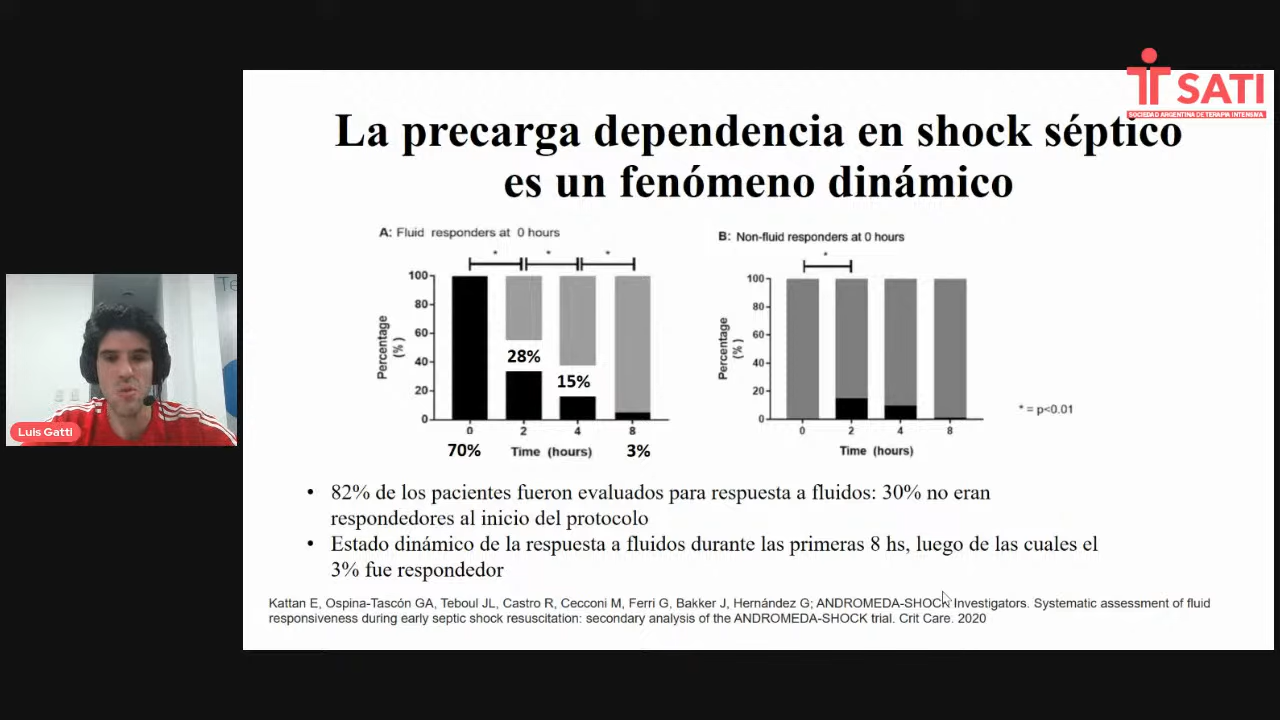 SATI
SOCIEDAD ARGENTINA DE TERAPIA INTENSIVA
La precarga dependencia en shock séptico
es un fenómeno dinámico
A: Fluid responders at 0 hours
* * *
100
80
60
40
20
0
Percentage
(%)
28%
15%
0 2 4 8
70% Time (hours) 3%
B: Non-fluid responders at 0 hours
*
100
80
60
40
20
0
Percentage
(%)
0 2 4 8
Time (hours)
* = p<0.01
Luis Gatti
• 82% de los pacientes fueron evaluados para respuesta a fluidos: 30% no eran
respondedores al inicio del protocolo
• Estado dinámico de la respuesta a fluidos durante las primeras 8 hs, luego de las cuales el
3% fue respondedor
Kattan E, Ospina-Tascón GA, Teboul JL, Castro R, Cecconi M, Ferri G, Bakker J, Hernández G; ANDROMEDA-SHOCK Investigators. Systematic assessment of fluid
responsiveness during early septic shock resuscitation: secondary analysis of the ANDROMEDA-SHOCK trial. Crit Care. 2020